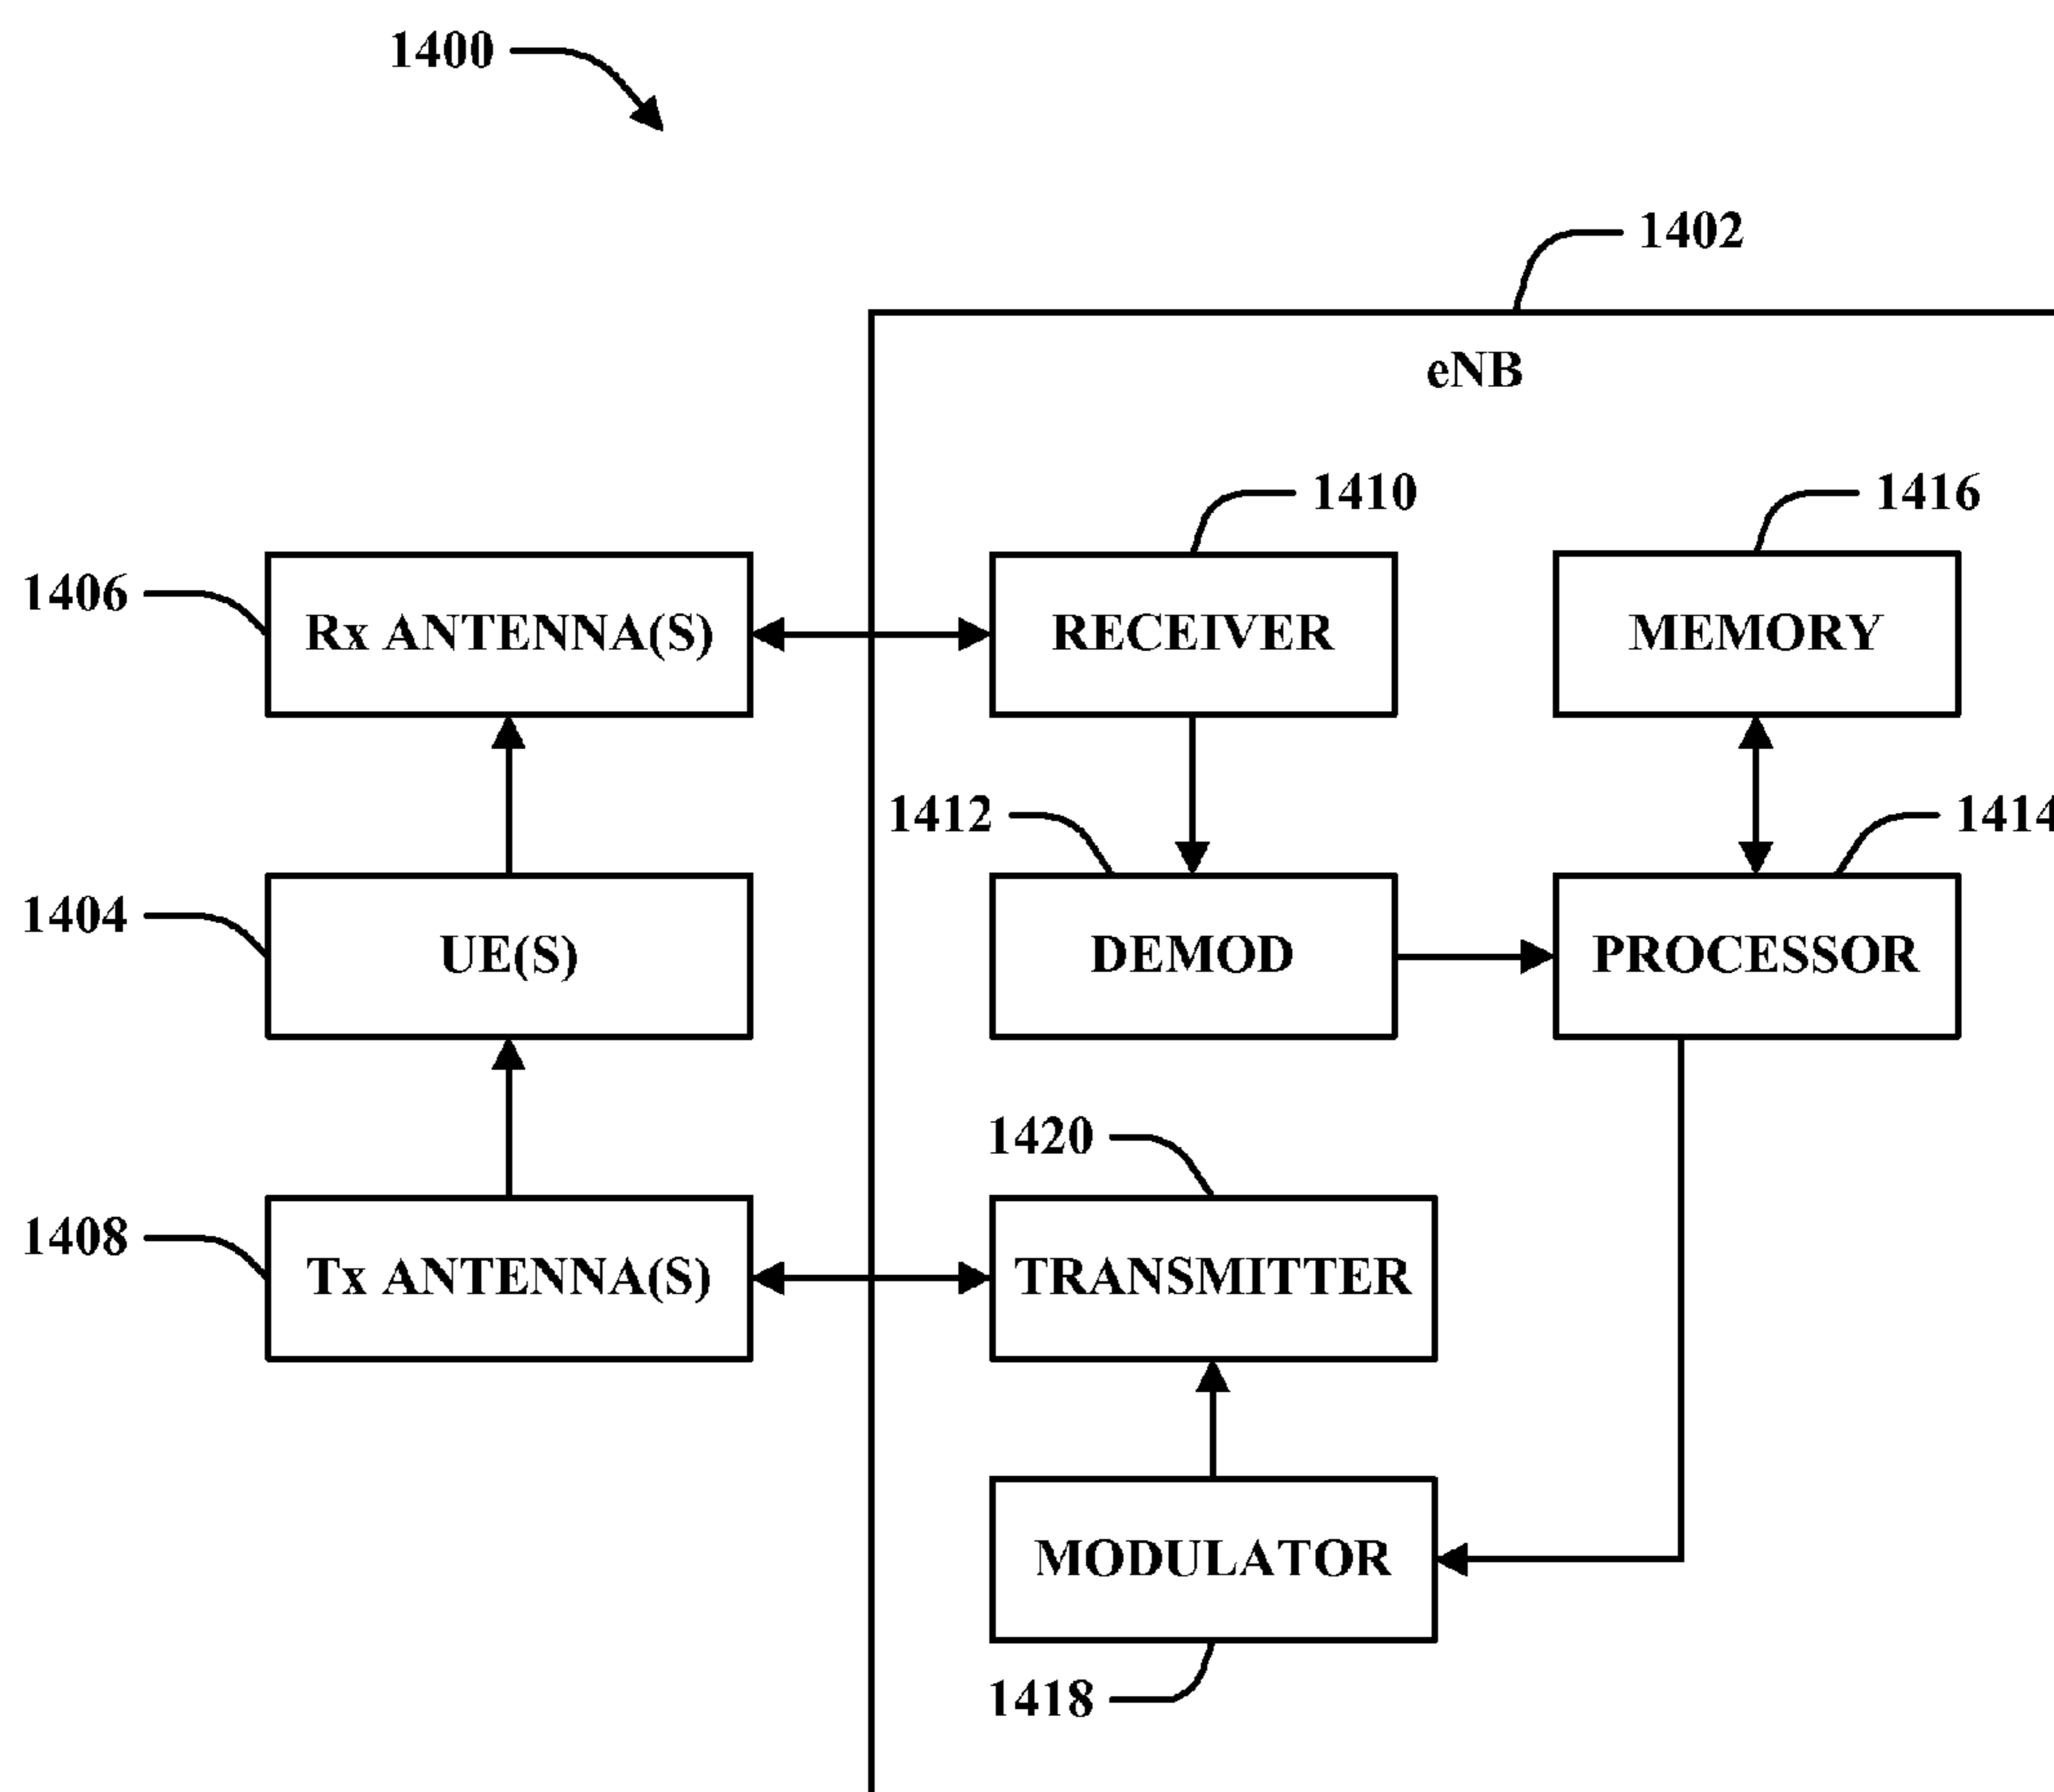 1400
1402
eNB
1410
1416
1406
Rx ANTENNA(S)
RECEIVER
MEMORY
1412
1414
1404
UE(S)
DEMOD
PROCESSOR
1420
1408
Tx ANTENNA(S)
TRANSMITTER
MODULATOR
1418